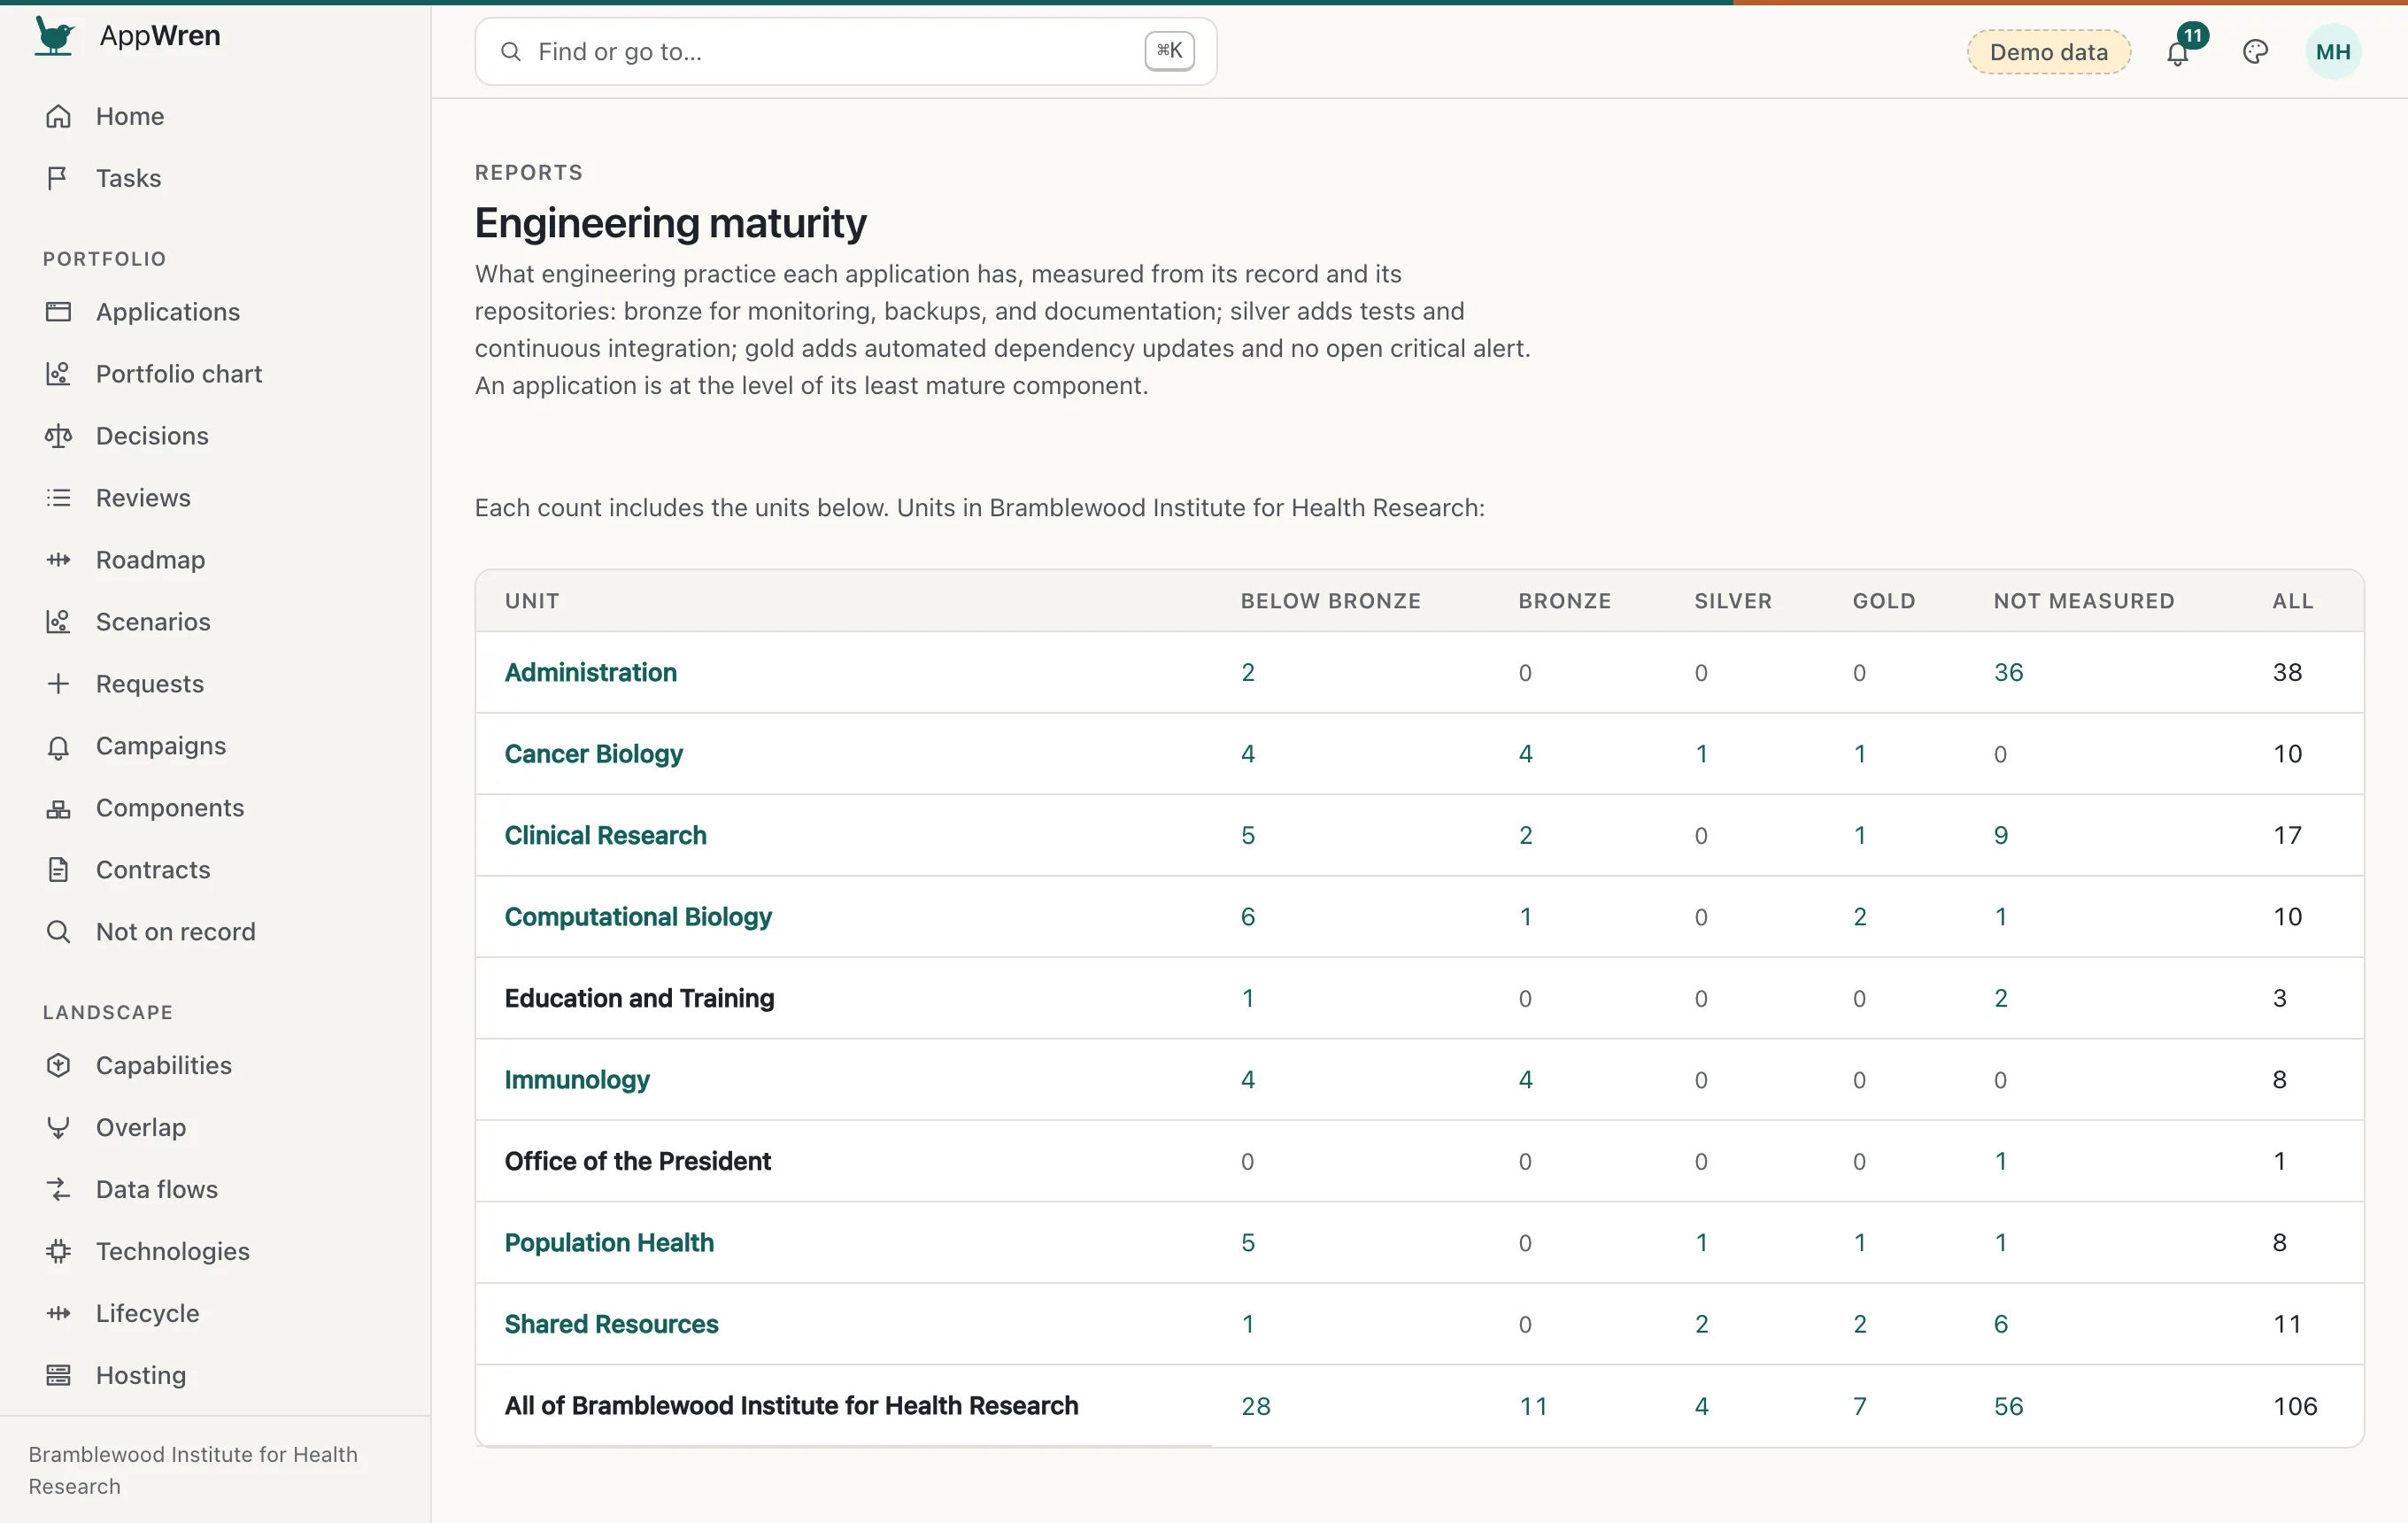 AppWren
Find or go to...
⌘K
Demo data
11
MH
Home
Tasks
PORTFOLIO
Applications
Portfolio chart
Decisions
Reviews
Roadmap
Scenarios
Requests
Campaigns
Components
Contracts
Not on record
LANDSCAPE
Capabilities
Overlap
Data flows
Technologies
Lifecycle
Hosting
Bramblewood Institute for Health
Research
REPORTS
Engineering maturity
What engineering practice each application has, measured from its record and its
repositories: bronze for monitoring, backups, and documentation; silver adds tests and
continuous integration; gold adds automated dependency updates and no open critical alert.
An application is at the level of its least mature component.
Each count includes the units below. Units in Bramblewood Institute for Health Research:
UNIT BELOW BRONZE BRONZE SILVER GOLD NOT MEASURED ALL
Administration 2 0 0 0 36 38
Cancer Biology 4 4 1 1 0 10
Clinical Research 5 2 0 1 9 17
Computational Biology 6 1 0 2 1 10
Education and Training 1 0 0 0 2 3
Immunology 4 4 0 0 0 8
Office of the President 0 0 0 0 1 1
Population Health 5 0 1 1 1 8
Shared Resources 1 0 2 2 6 11
All of Bramblewood Institute for Health Research 28 11 4 7 56 106